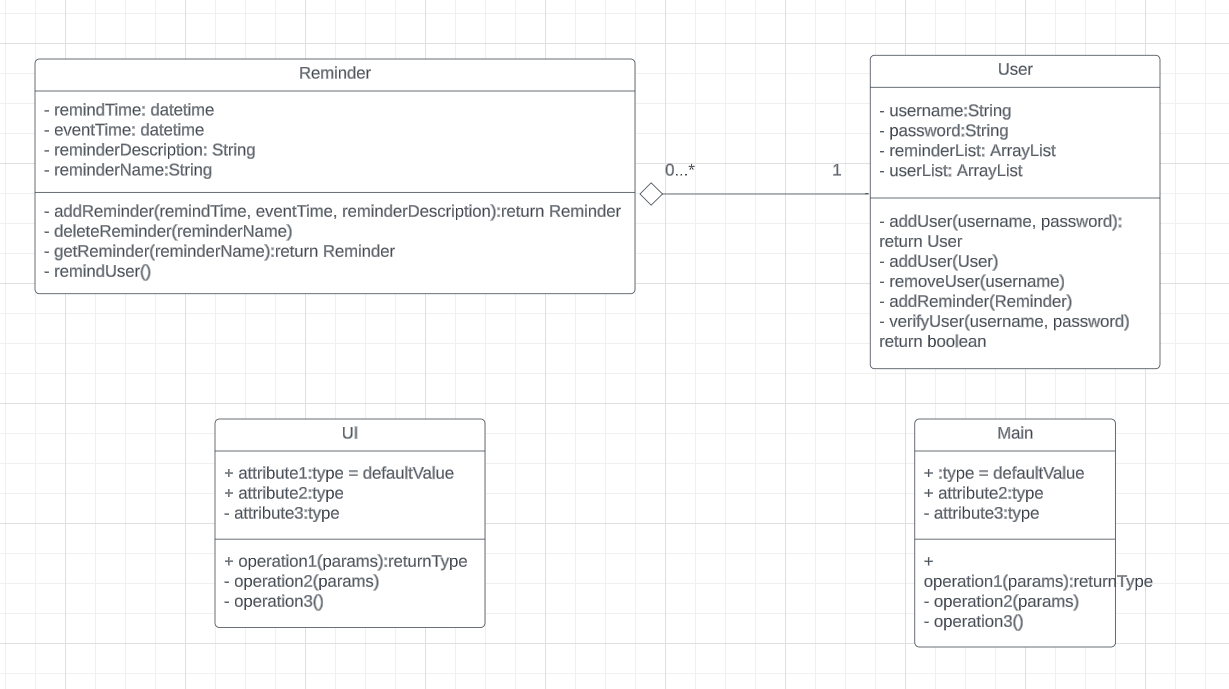 Reminder
- remindTime: datetime
- eventTime: datetime
- reminderDescription: String
- reminderName:String
- addReminder(remindTime, eventTime, reminderDescription):return Reminder
- deleteReminder(reminderName)
- getReminder(reminderName):return Reminder
- remindUser()
0...*
1
User
- username:String
- password:String
- reminderList: ArrayList
- userList: ArrayList
- addUser(username, password):
return User
- addUser(User)
- removeUser(username)
- addReminder(Reminder)
- verifyUser(username, password)
return boolean
UI
+ attribute1:type = defaultValue
+ attribute2:type
- attribute3:type
+ operation1(params):returnType
- operation2(params)
- operation3()
Main
+ :type = defaultValue
+ attribute2:type
- attribute3:type
+
operation1(params):returnType
- operation2(params)
- operation3()